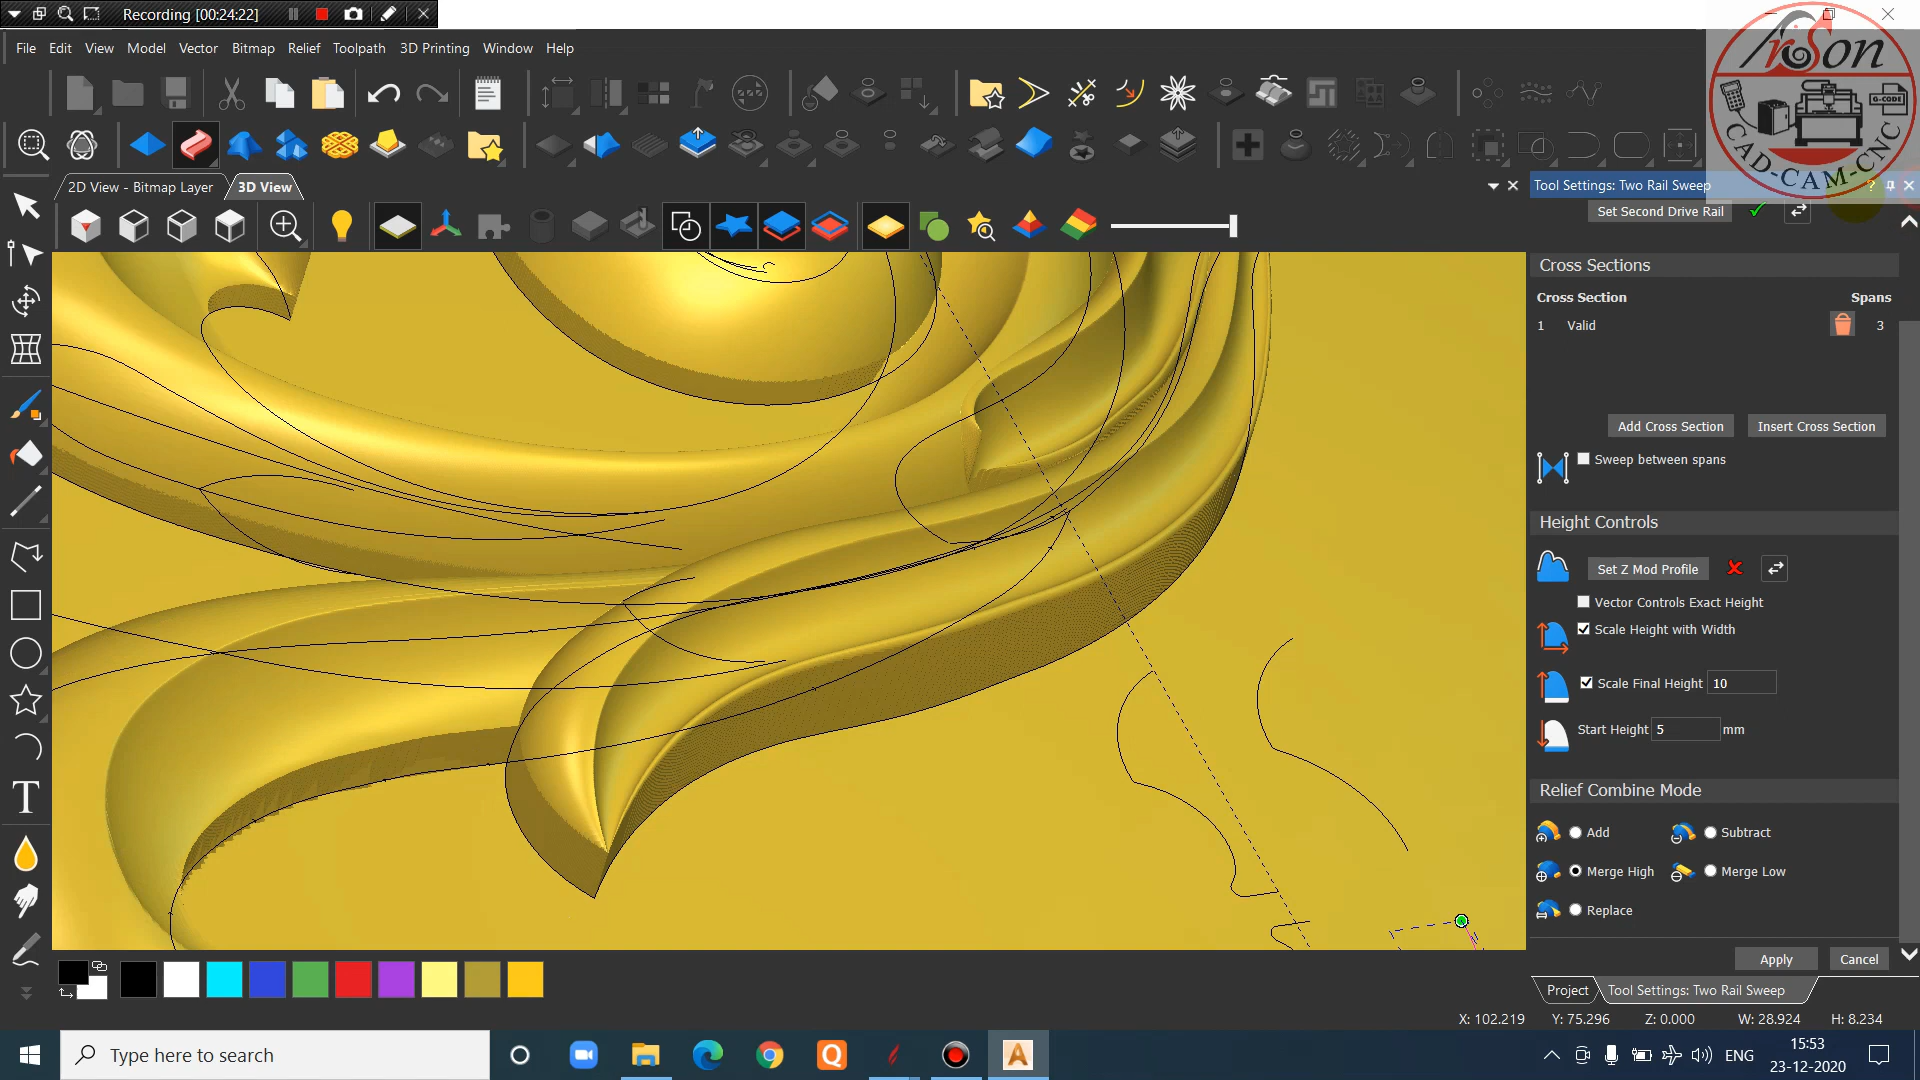 Recording [00:24:22]
File Edit View Model Vector Bitmap Relief Toolpath 3D Printing Window Help
ArSon
G-CODE
CAD-CAM-CNC
2D View - Bitmap Layer 3D View
Tool Settings: Two Rail Sweep
Set Second Drive Rail
Cross Sections
Cross Section Spans
1 Valid 3
Add Cross Section Insert Cross Section
Sweep between spans
Height Controls
Set Z Mod Profile
Vector Controls Exact Height
Scale Height with Width
Scale Final Height 10
Start Height 5 mm
Relief Combine Mode
Add Subtract
Merge High Merge Low
Replace
Apply Cancel
Project Tool Settings: Two Rail Sweep
X: 102.219 Y: 75.296 Z: 0.000 W: 28.924 H: 8.234
Type here to search
ENG
15:53
23-12-2020